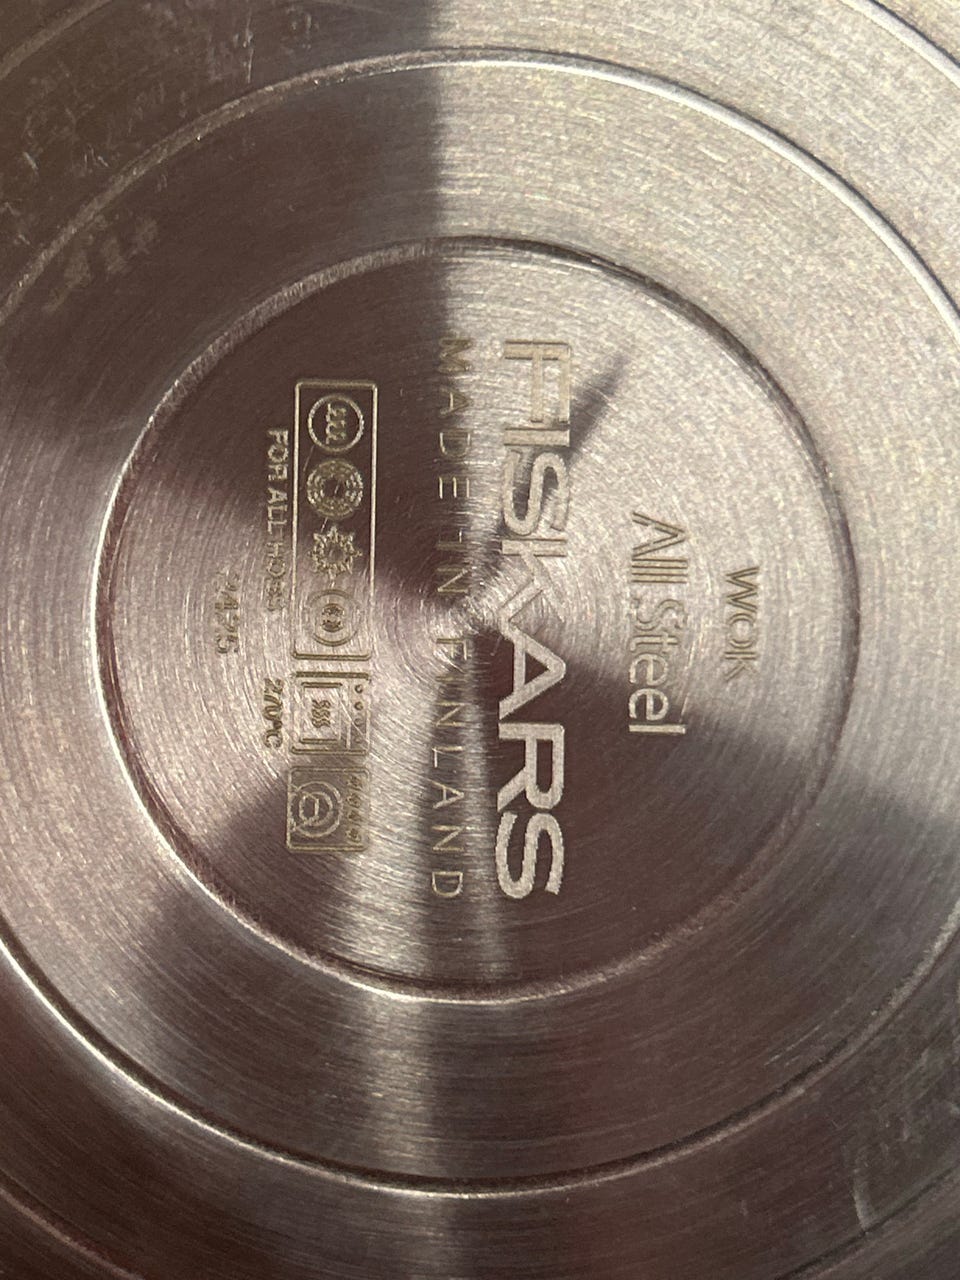 WOK
All Steel
FISKARS
MADE IN FINLAND
FOR ALL HOBS 270°C